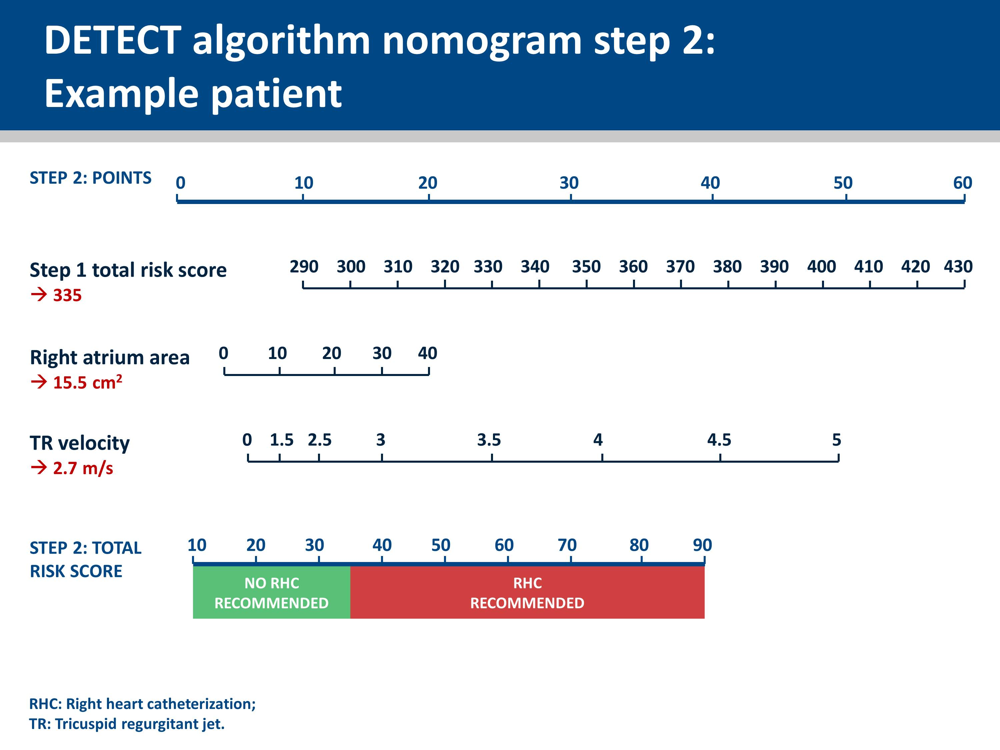 DETECT algorithm nomogram step 2:
Example patient
STEP 2: POINTS 0 10 20 30 40 50 60
Step 1 total risk score 290 300 310 320 330 340 350 360 370 380 390 400 410 420 430
→ 335
Right atrium area 0 10 20 30 40
→ 15.5 cm²
TR velocity 0 1.5 2.5 3 3.5 4 4.5 5
→ 2.7 m/s
STEP 2: TOTAL 10 20 30 40 50 60 70 80 90
RISK SCORE
NO RHC
RECOMMENDED
RHC
RECOMMENDED
RHC: Right heart catheterization;
TR: Tricuspid regurgitant jet.